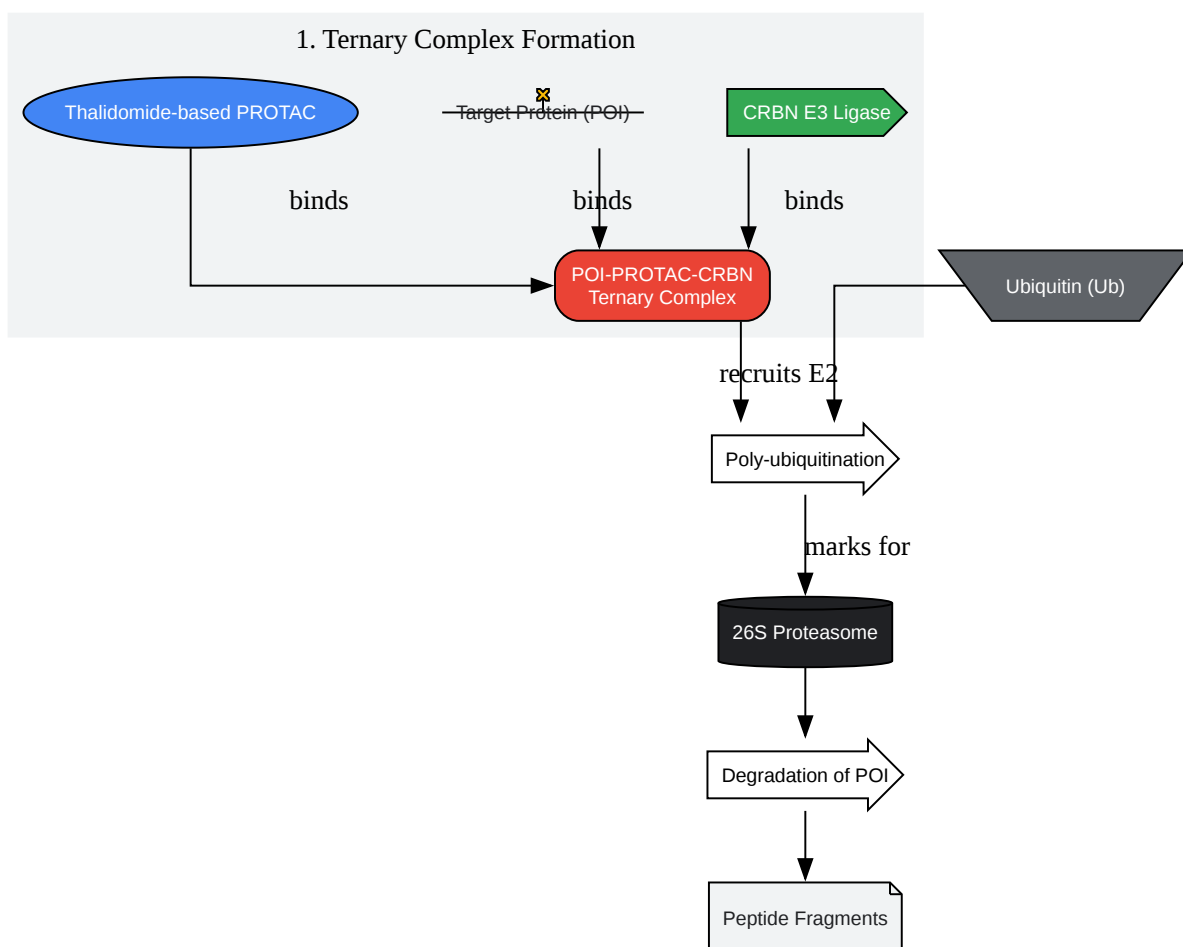 1. Ternary Complex Formation
Thalidomide-based PROTAC
Target Protein (POI)
CRBN E3 Ligase
binds
binds
binds
POI-PROTAC-CRBN
Ternary Complex
Ubiquitin (Ub)
recruits E2
Poly-ubiquitination
marks for
26S Proteasome
Degradation of POI
Peptide Fragments